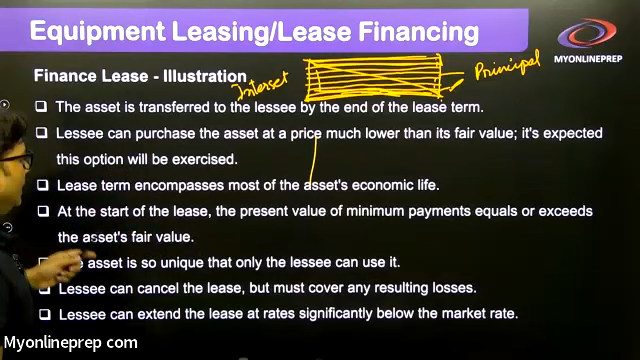 Equipment Leasing/Lease Financing
MYONLINEPREP
Finance Lease - Illustration
Interest
Principal
The asset is transferred to the lessee by the end of the lease term.
Lessee can purchase the asset at a price much lower than its fair value; it's expected
this option will be exercised.
Lease term encompasses most of the asset's economic life.
At the start of the lease, the present value of minimum payments equals or exceeds
the asset's fair value.
asset is so unique that only the lessee can use it.
Lessee can cancel the lease, but must cover any resulting losses.
Lessee can extend the lease at rates significantly below the market rate.
Myonlineprep com